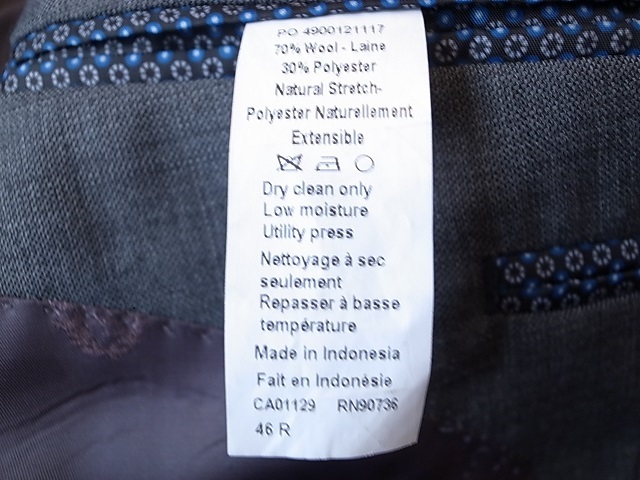 PO 4900121117
70% Wool - Laine
30% Polyester
Natural Stretch-
Polyester Naturellement
Extensible
Dry clean only
Low moisture
Utility press
Nettoyage à sec
seulement
Repasser à basse
température
Made in Indonesia
Fait en Indonésie
CA01129 RN90736
46 R